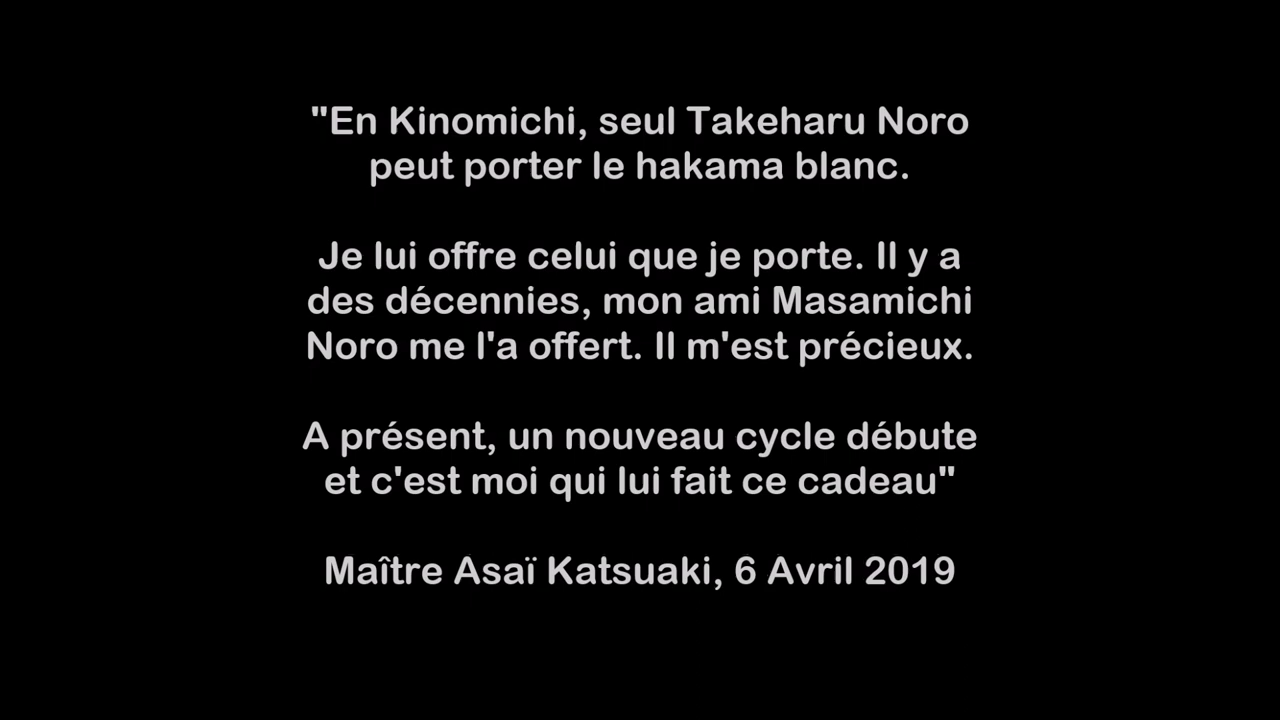 "En Kinomichi, seul Takeharu Noro
peut porter le hakama blanc.
Je lui offre celui que je porte. Il y a
des décennies, mon ami Masamichi
Noro me l'a offert. Il m'est précieux.
A présent, un nouveau cycle débute
et c'est moi qui lui fait ce cadeau"
Maître Asaï Katsuaki, 6 Avril 2019